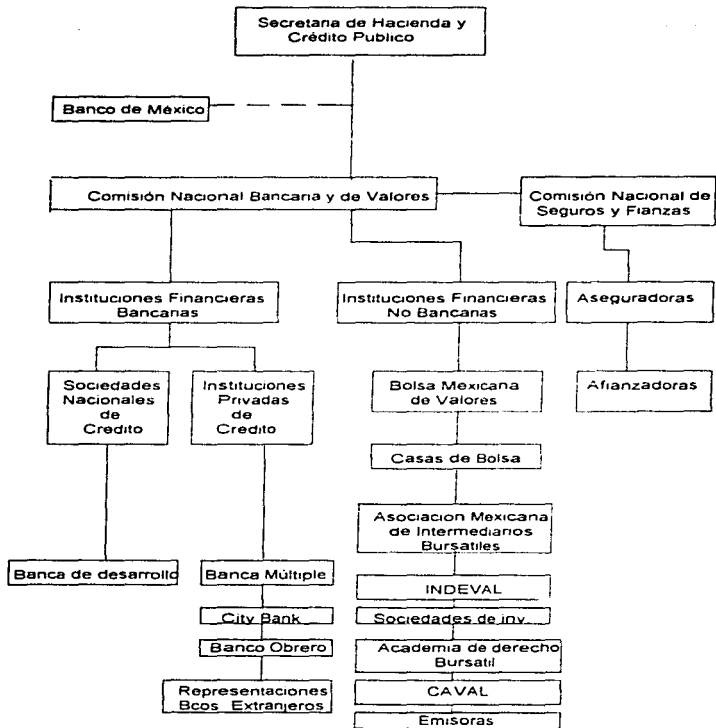 Secretaria de Hacienda y
Crédito Publico
Banco de México
Comisión Nacional Bancaria y de Valores
Comisión Nacional de
Seguros y Fianzas
Instituciones Financieras
Bancarias
Instituciones Financieras
No Bancarias
Aseguradoras
Sociedades
Nacionales
de
Credito
Instituciones
Privadas
de
Credito
Bolsa Mexicana
de Valores
Afianzadoras
Casas de Bolsa
Asociacion Mexicana
de Intermediarios
Bursatiles
Banca de desarrollo
Banca Múltiple
INDEVAL
City Bank
Sociedades de inv.
Banco Obrero
Academia de derecho
Bursatil
Representaciones
Bcos Extranjeros
CAVAL
Emisoras